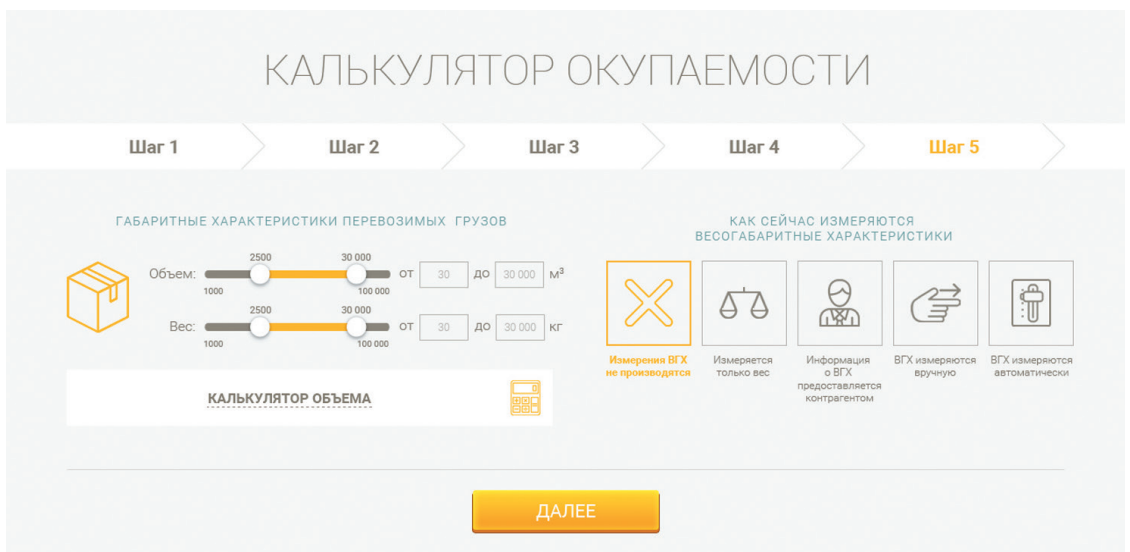 КАЛЬКУЛЯТОР ОКУПАЕМОСТИ
Шаг 1
Шаг 2
Шаг 3
Шаг 4
Шаг 5
ГАБАРИТНЫЕ ХАРАКТЕРИСТИКИ ПЕРЕВОЗИМЫХ ГРУЗОВ
2500 30 000
Объем: от 30 до 30 000 м³
1000 100 000
2500 30 000
Вес: от 30 до 30 000 кг
1000 100 000
КАЛЬКУЛЯТОР ОБЪЕМА
КАК СЕЙЧАС ИЗМЕРЯЮТСЯ
ВЕСОГАБАРИТНЫЕ ХАРАКТЕРИСТИКИ
Измерения ВГХ
не производятся
Измеряется
только вес
Информация
о ВГХ
предоставляется
контрагентом
ВГХ измеряются
вручную
ВГХ измеряются
автоматически
ДАЛЕЕ